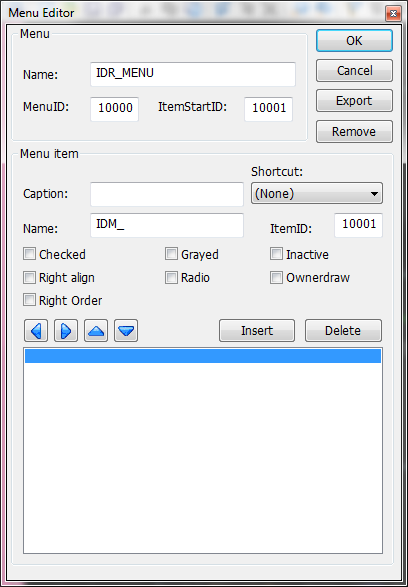 Menu Editor
Menu
Name: IDR_MENU
MenuID: 10000 ItemStartID: 10001
OK
Cancel
Export
Remove
Menu item
Shortcut:
Caption: (None)
Name: IDM_ ItemID: 10001
Checked Grayed Inactive
Right align Radio Ownerdraw
Right Order
Insert Delete